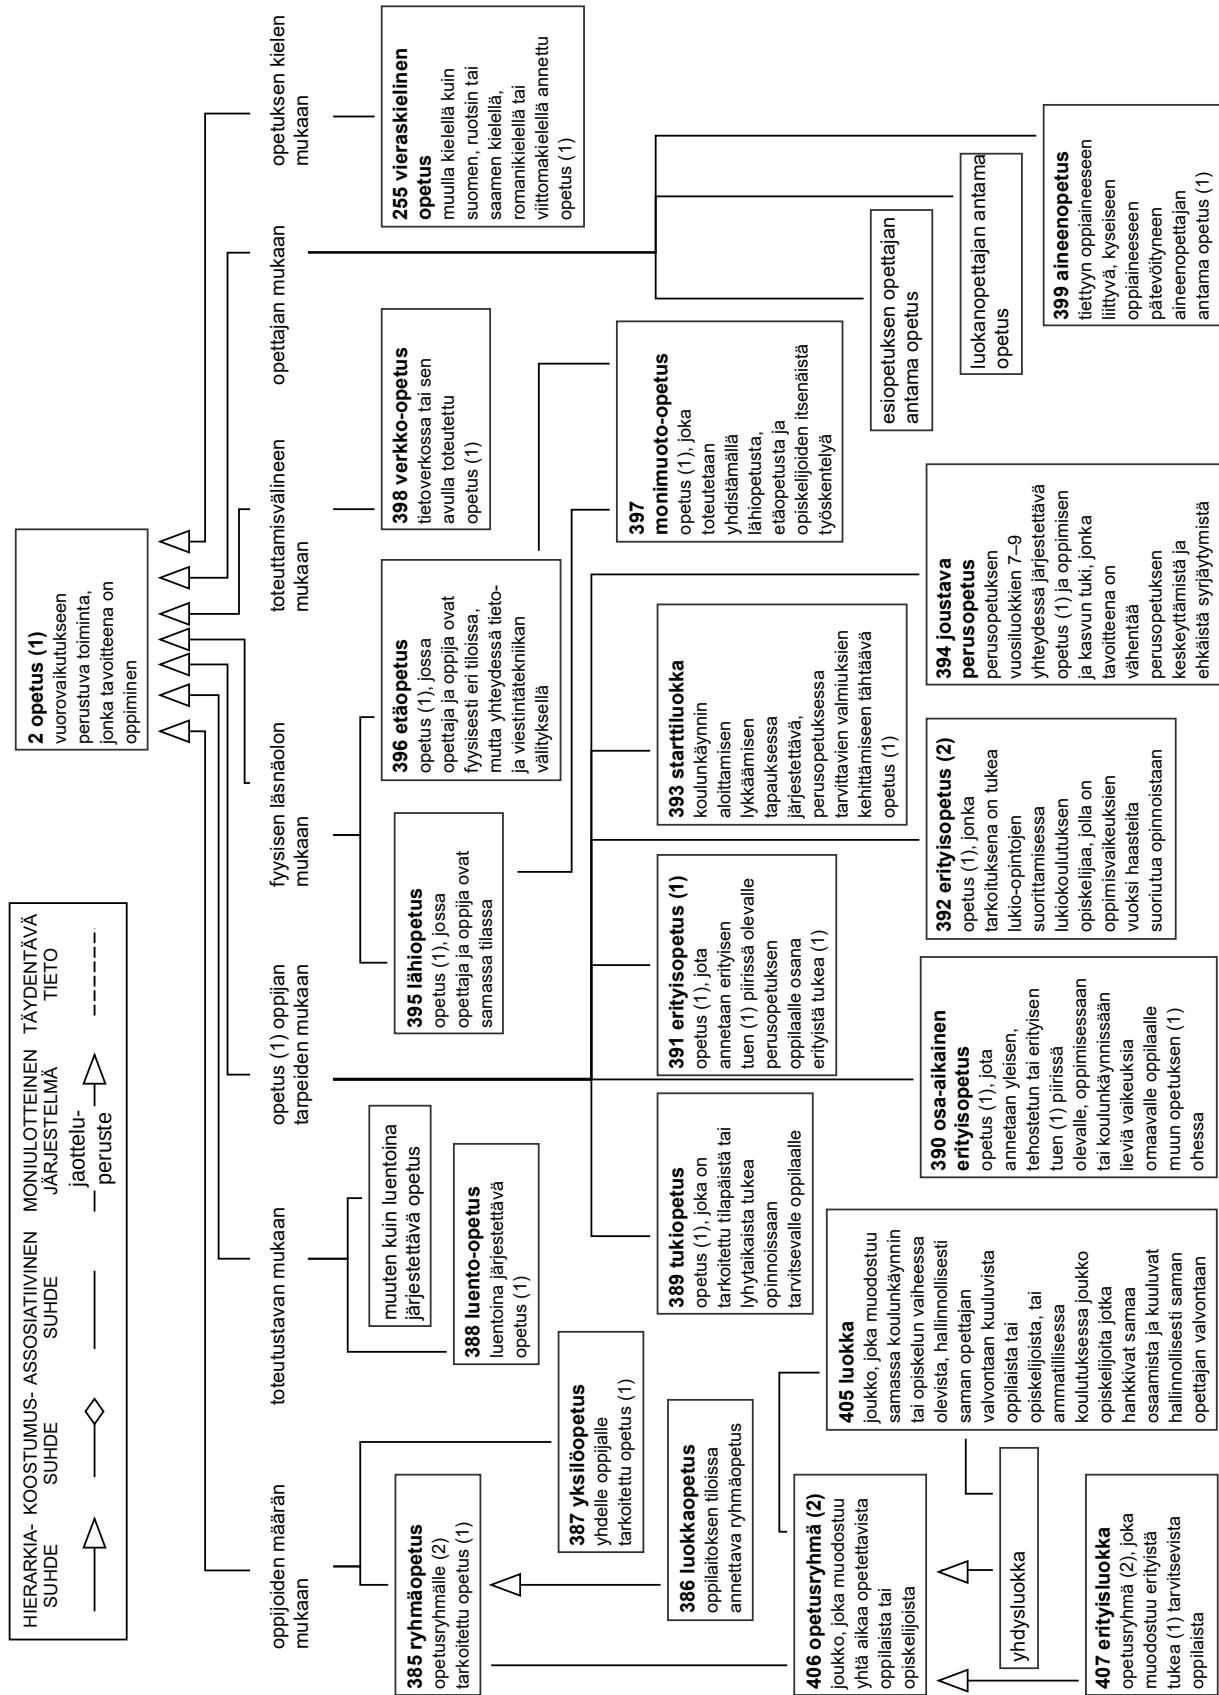 HIERARKIA-
SUHDE
KOOSTUMUS-
SUHDE
ASSOSIATIIVINEN
SUHDE
MONIULOTTEINEN
JÄRJESTELMÄ
jaottelu-
peruste
TÄYDENTÄVÄ
TIETO
2 opetus (1)
vuorovaikutukseen
perustuva toiminta,
jonka tavoitteena on
oppiminen
oppijoiden määrän
mukaan
toteutustavan mukaan
opetus (1) oppijan
tarpeiden mukaan
fyysisen läsnäolon
mukaan
toteuttamisvälineen
mukaan
opettajan mukaan
opetuksen kielen
mukaan
385 ryhmäopetus
opetusryhmälle (2)
tarkoitettu opetus (1)
387 yksilöopetus
yhdelle oppijalle
tarkoitettu opetus (1)
386 luokkaopetus
oppilaitoksen tiloissa
annettava ryhmäopetus
406 opetusryhmä (2)
joukko, joka muodostuu
yhtä aikaa opetettavista
oppilaista tai
opiskelijoista
405 luokka
joukko, joka muodostuu
samassa koulunkäynnin
tai opiskelun vaiheessa
olevista, hallinnollisesti
saman opettajan
valvontaan kuuluvista
oppilaista tai
opiskelijoista, tai
ammatillisessa
koulutuksessa joukko
opiskelijoita jotka
hankkivat samaa
osaamista ja kuuluvat
hallinnollisesti saman
opettajan valvontaan
yhdysluokka
407 erityisluokka
opetusryhmä (2), joka
muodostuu erityistä
tukea (1) tarvitsevista
oppilaista
muuten kuin luentoina
järjestettävä opetus
388 luento-opetus
luentoina järjestettävä
opetus (1)
389 tukiopetus
opetus (1), joka on
tarkoitettu tilapäistä tai
lyhytaikaista tukea
opinnoissaan
tarvitsevalle oppilaalle
390 osa-aikainen
erityisopetus
opetus (1), jota
annetaan yleisen,
tehostetun tai erityisen
tuen (1) piirissä
olevalle, oppimisessaan
tai koulunkäynnissään
lieviä vaikeuksia
omaavalle oppilaalle
muun opetuksen (1)
ohessa
391 erityisopetus (1)
opetus (1), jota
annetaan erityisen
tuen (1) piirissä olevalle
perusopetuksen
oppilaalle osana
erityistä tukea (1)
392 erityisopetus (2)
opetus (1), jonka
tarkoituksena on tukea
lukio-opintojen
suorittamisessa
lukiokoulutuksen
opiskelijaa, jolla on
oppimisvaikeuksien
vuoksi haasteita
suoriutua opinnoistaan
393 starttiluokka
koulunkäynnin
aloittamisen
lykkäämisen
tapauksessa
järjestettävä,
perusopetuksessa
tarvittavien valmiuksien
kehittämiseen tähtäävä
opetus (1)
394 joustava
perusopetus
perusopetuksen
vuosiluokkien 7–9
yhteydessä järjestettävä
opetus (1) ja oppimisen
ja kasvun tuki, jonka
tavoitteena on
vähentää
perusopetuksen
keskeyttämistä ja
ehkäistä syrjäytymistä
395 lähiopetus
opetus (1), jossa
opettaja ja oppija ovat
samassa tilassa
396 etäopetus
opetus (1), jossa
opettaja ja oppija ovat
fyysisesti eri tiloissa,
mutta yhteydessä tieto-
ja viestintätekniikan
välityksellä
397
monimuoto-opetus
opetus (1), joka
toteutetaan
yhdistämällä
lähiopetusta,
etäopetusta ja
opiskelijoiden itsenäistä
työskentelyä
398 verkko-opetus
tietoverkossa tai sen
avulla toteutettu
opetus (1)
esiopetuksen opettajan
antama opetus
luokanopettajan antama
opetus
399 aineenopetus
tiettyyn oppiaineeseen
liittyvä, kyseiseen
oppiaineeseen
pätevöityneen
aineenopettajan
antama opetus (1)
255 vieraskielinen
opetus
muulla kielellä kuin
suomen, ruotsin tai
saamen kielellä,
romanikielellä tai
viittomakielellä annettu
opetus (1)